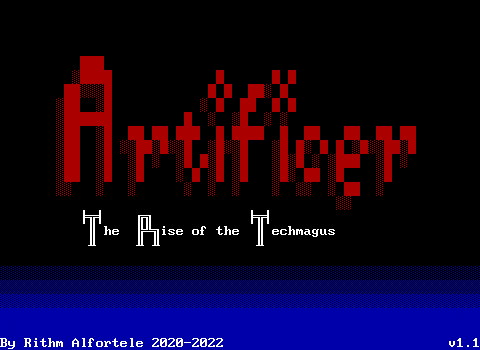 Artificer
The Rise of the Techmagus
By Rithm Alfortele 2020-2022
v1.1